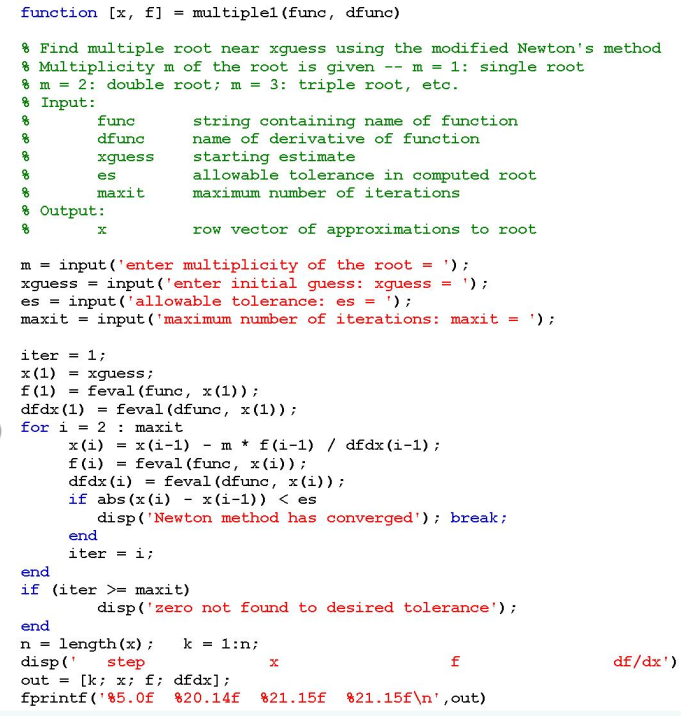 function [x, f] = multiple1(func, dfunc)
% Find multiple root near xguess using the modified Newton's method
% Multiplicity m of the root is given -- m = 1: single root
% m = 2: double root; m = 3: triple root, etc.
% Input:
%       func      string containing name of function
%       dfunc     name of derivative of function
%       xguess    starting estimate
%       es        allowable tolerance in computed root
%       maxit     maximum number of iterations
% Output:
%       x         row vector of approximations to root
m = input('enter multiplicity of the root = ');
xguess = input('enter initial guess: xguess = ');
es = input('allowable tolerance: es = ');
maxit = input('maximum number of iterations: maxit = ');
iter = 1;
x(1) = xguess;
f(1) = feval(func, x(1));
dfdx(1) = feval(dfunc, x(1));
for i = 2 : maxit
     x(i) = x(i-1) - m * f(i-1) / dfdx(i-1);
     f(i) = feval(func, x(i));
     dfdx(i) = feval(dfunc, x(i));
     if abs(x(i) - x(i-1)) < es
        disp('Newton method has converged'); break;
     end
     iter = i;
end
if (iter >= maxit)
        disp('zero not found to desired tolerance');
end
n = length(x);   k = 1:n;
disp('   step             x                  f                df/dx')
out = [k; x; f; dfdx];
fprintf('%5.0f  %20.14f  %21.15f  %21.15f\n',out)